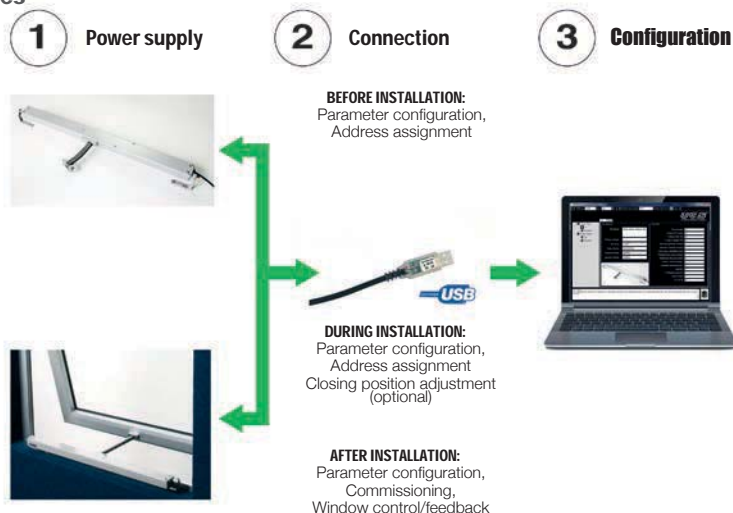 1
Power supply
2
Connection
3
Configuration
BEFORE INSTALLATION:
Parameter configuration,
Address assignment
USB
DURING INSTALLATION:
Parameter configuration,
Address assignment
Closing position adjustment
(optional)
AFTER INSTALLATION:
Parameter configuration,
Commissioning,
Window control/feedback